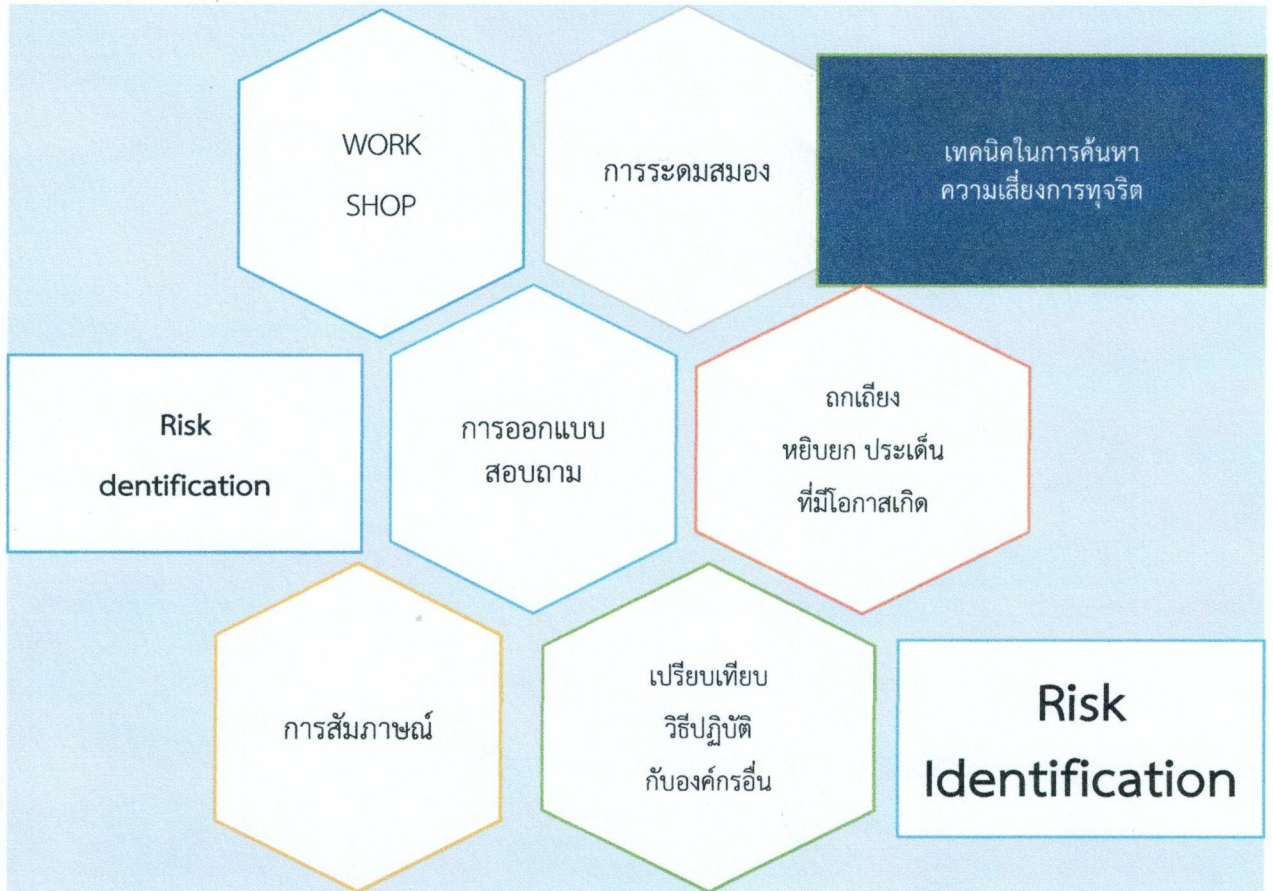 WORK
SHOP
การระดมสมอง
เทคนิคในการค้นหา
ความเสี่ยงการทุจริต
Risk
dentification
การออกแบบ
สอบถาม
ถกเถียง
หยิบยก ประเด็น
ที่มีโอกาสเกิด
การสัมภาษณ์
เปรียบเทียบ
วิธีปฏิบัติ
กับองค์กรอื่น
Risk
Identification